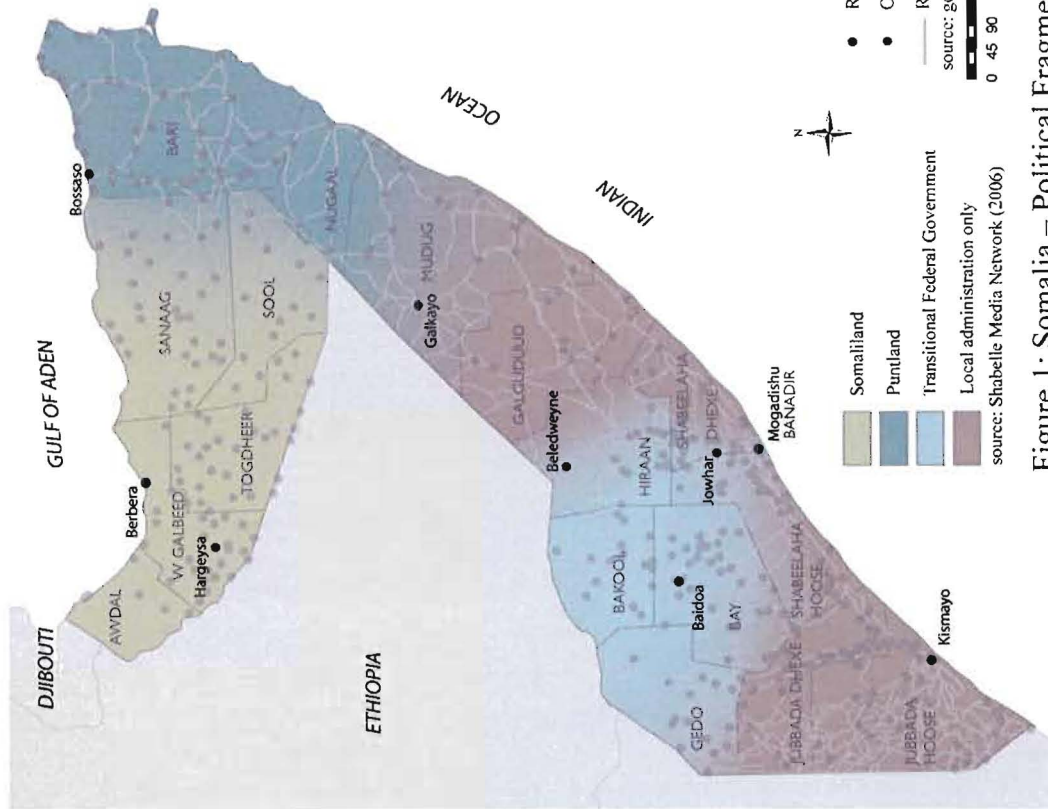 GULF OF ADEN
DJIBOUTI
Bossaso
Berbera
AWDAL
W GALBEED
SANAAG
BARI
Hargeysa
TOGDHEER
SOOL
NUGAAL
ETHIOPIA
OCEAN
Galkayo
MUDUG
INDIAN
GALGUDUUD
Beledweyne
HIRAAN
SHABEELAHA
DHEXE
BAKOOL
Jowhar
Baidoa
BAY
Mogadishu
BANADIR
GEDO
SHABEELAHA
HOOSE
JUBBADA DHEXE
Kismayo
JUBBADA
HOOSE
N
Somaliland
Puntland
Transitional Federal Government
Local administration only
source: Shabelle Media Network (2006)
R
C
R
source: ge
0 45 90
Figure 1: Somalia – Political Fragme